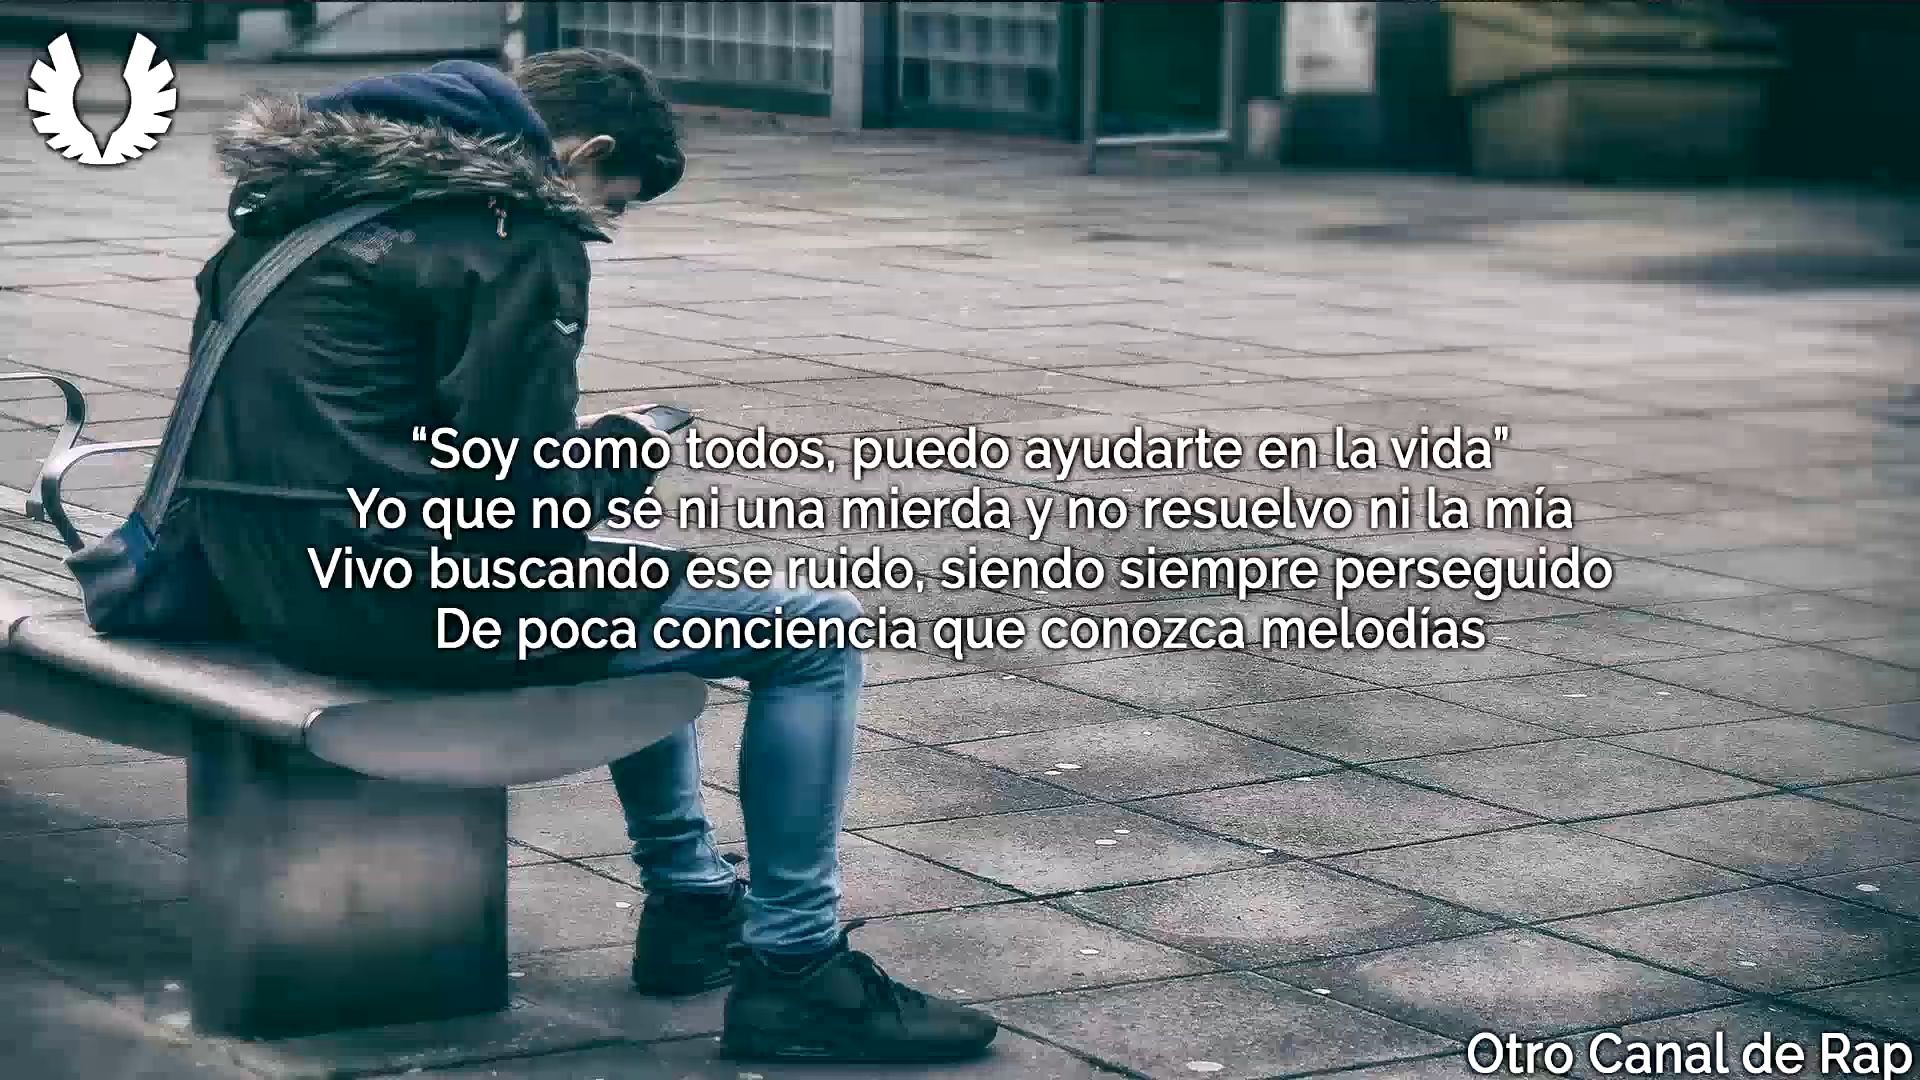 “Soy como todos, puedo ayudarte en la vida”
Yo que no sé ni una mierda y no resuelvo ni la mía
Vivo buscando ese ruido, siendo siempre perseguido
De poca conciencia que conozca melodías
Otro Canal de Rap